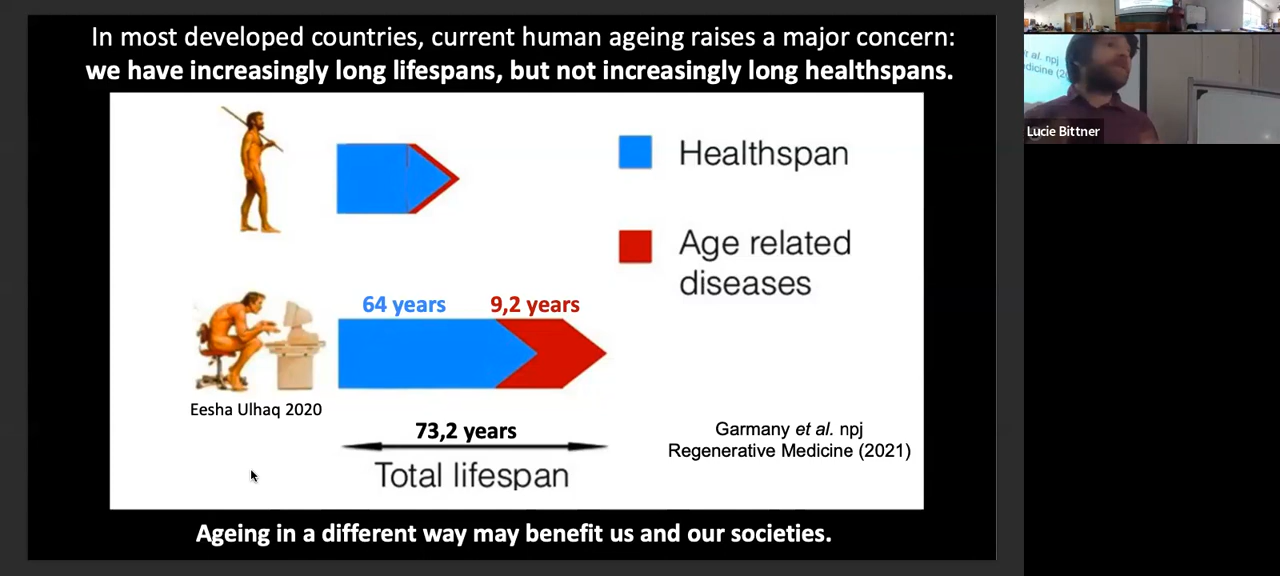 In most developed countries, current human ageing raises a major concern:
we have increasingly long lifespans, but not increasingly long healthspans.
Healthspan
Age related
diseases
64 years
9,2 years
Eesha Ulhaq 2020
73,2 years
Total lifespan
Garmany et al. npj
Regenerative Medicine (2021)
Ageing in a different way may benefit us and our societies.
al. npj
Lucie Bittner